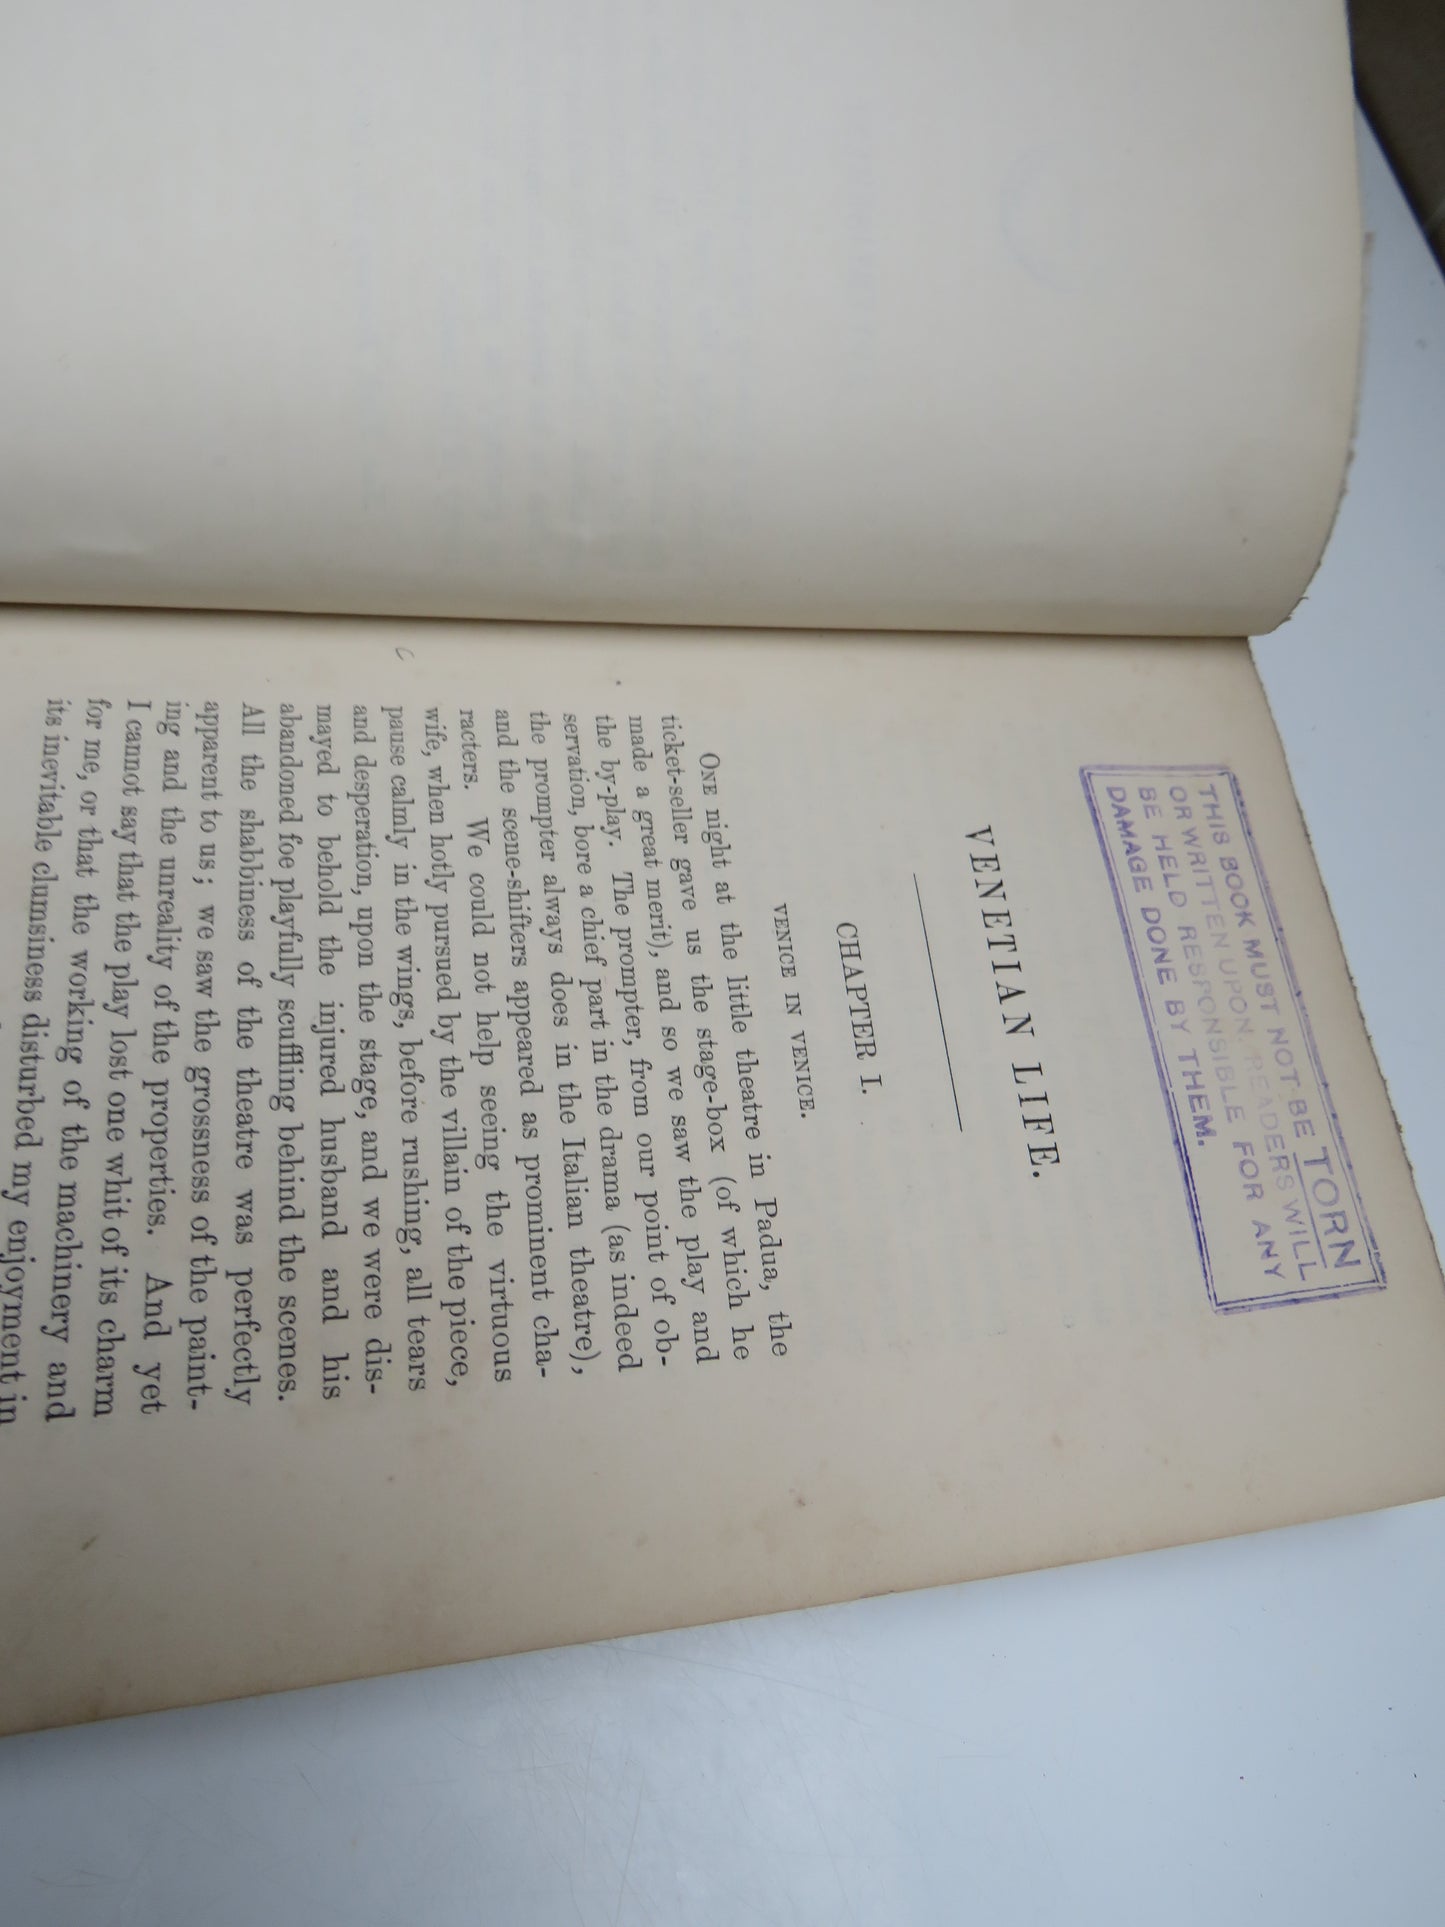 THIS BOOK MUST NOT BE TORN
OR WRITTEN UPON. READERS WILL
BE HELD RESPONSIBLE FOR ANY
DAMAGE DONE BY THEM.
VENETIAN LIFE.
CHAPTER I.
VENICE IN VENICE.
ONE night at the little theatre in Padua, the
ticket-seller gave us the stage-box (of which he
made a great merit), and so we saw the play and
the by-play. The prompter, from our point of ob-
servation, bore a chief part in the drama (as indeed
the prompter always does in the Italian theatre),
and the scene-shifters appeared as prominent cha-
racters. We could not help seeing the virtuous
wife, when hotly pursued by the villain of the piece,
pause calmly in the wings, before rushing, all tears
and desperation, upon the stage, and we were dis-
mayed to behold the injured husband and his
abandoned foe playfully scuffling behind the scenes.
All the shabbiness of the theatre was perfectly
apparent to us; we saw the grossness of the paint-
ing and the unreality of the properties. And yet
I cannot say that the play lost one whit of its charm
for me, or that the working of the machinery and
its inevitable clumsiness disturbed my enjoyment in